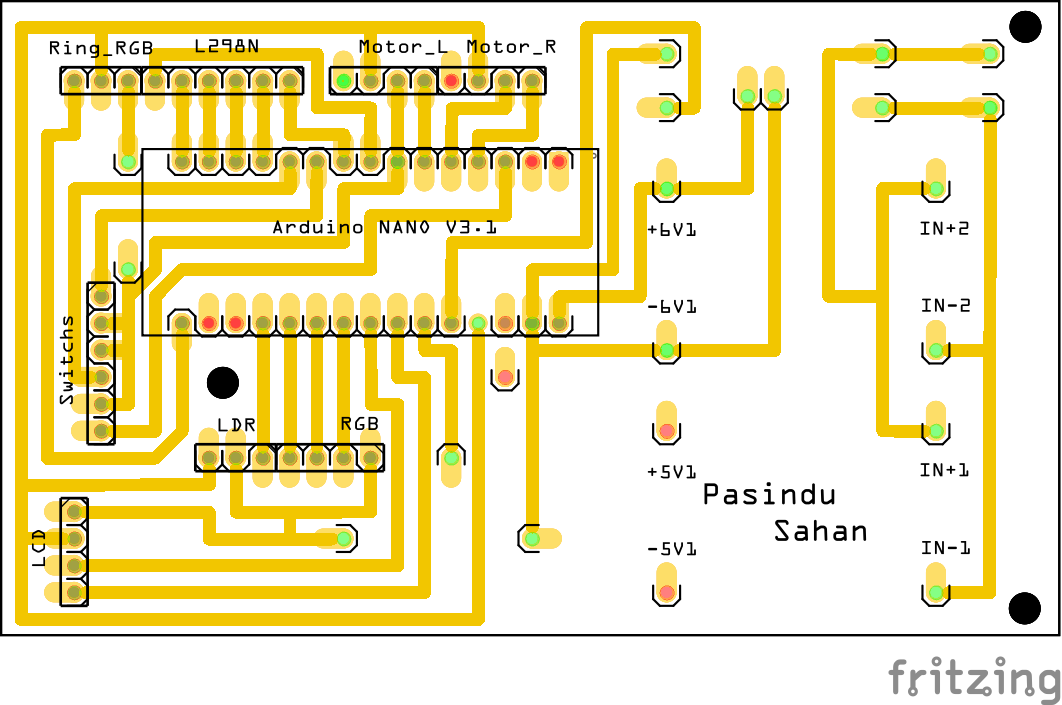 Ring_RGB L298N Motor_L Motor_R
Arduino NANO V3.1
+6V1 IN+2
-6V1 IN-2
Switchs
LDR RGB
+5V1 IN+1
Pasindu
Sahan
LCD
-5V1 IN-1
fritzing